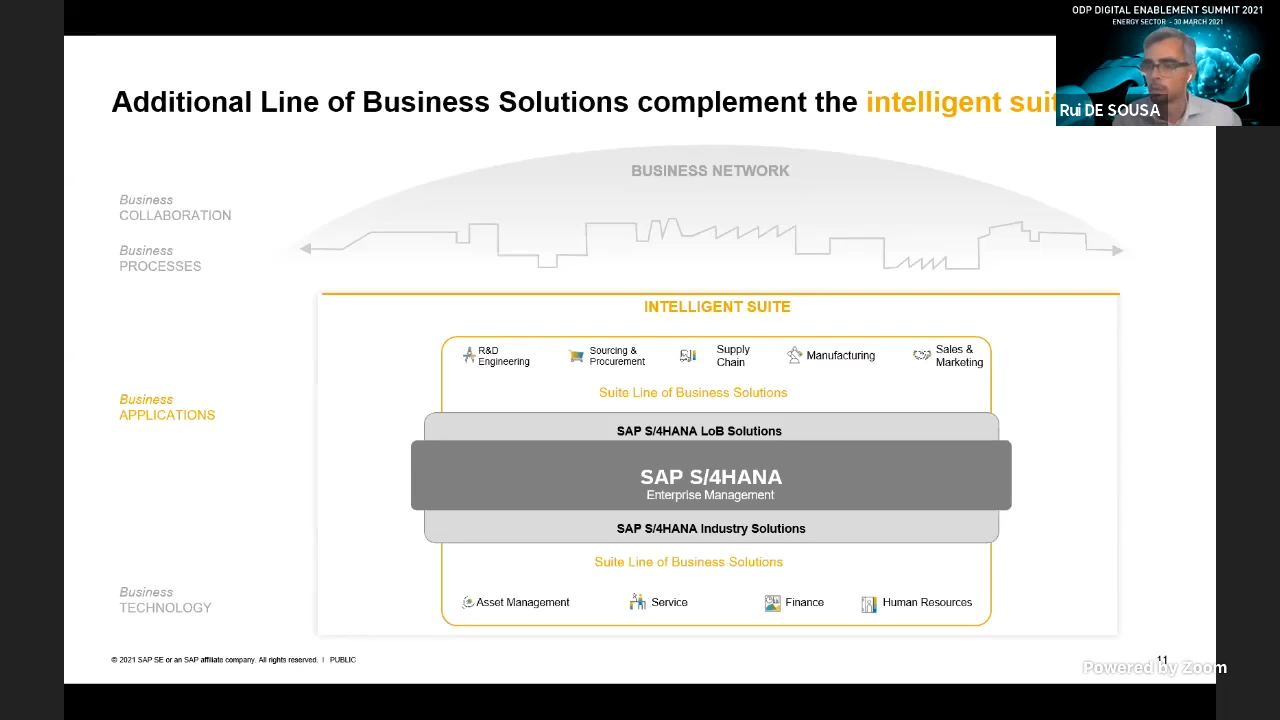 ODP DIGITAL ENABLEMENT SUMMIT 2021
ENERGY SECTOR - 30 MARCH 2021
Rui DE SOUSA
Additional Line of Business Solutions complement the intelligent suit
BUSINESS NETWORK
Business
COLLABORATION
Business
PROCESSES
INTELLIGENT SUITE
R&D
Engineering
Sourcing &
Procurement
Supply
Chain
Manufacturing
Sales &
Marketing
Suite Line of Business Solutions
Business
APPLICATIONS
SAP S/4HANA LoB Solutions
SAP S/4HANA
Enterprise Management
SAP S/4HANA Industry Solutions
Suite Line of Business Solutions
Asset Management
Service
Finance
Human Resources
Business
TECHNOLOGY
© 2021 SAP SE or an SAP affiliate company. All rights reserved. I PUBLIC
11
Powered by Zoom